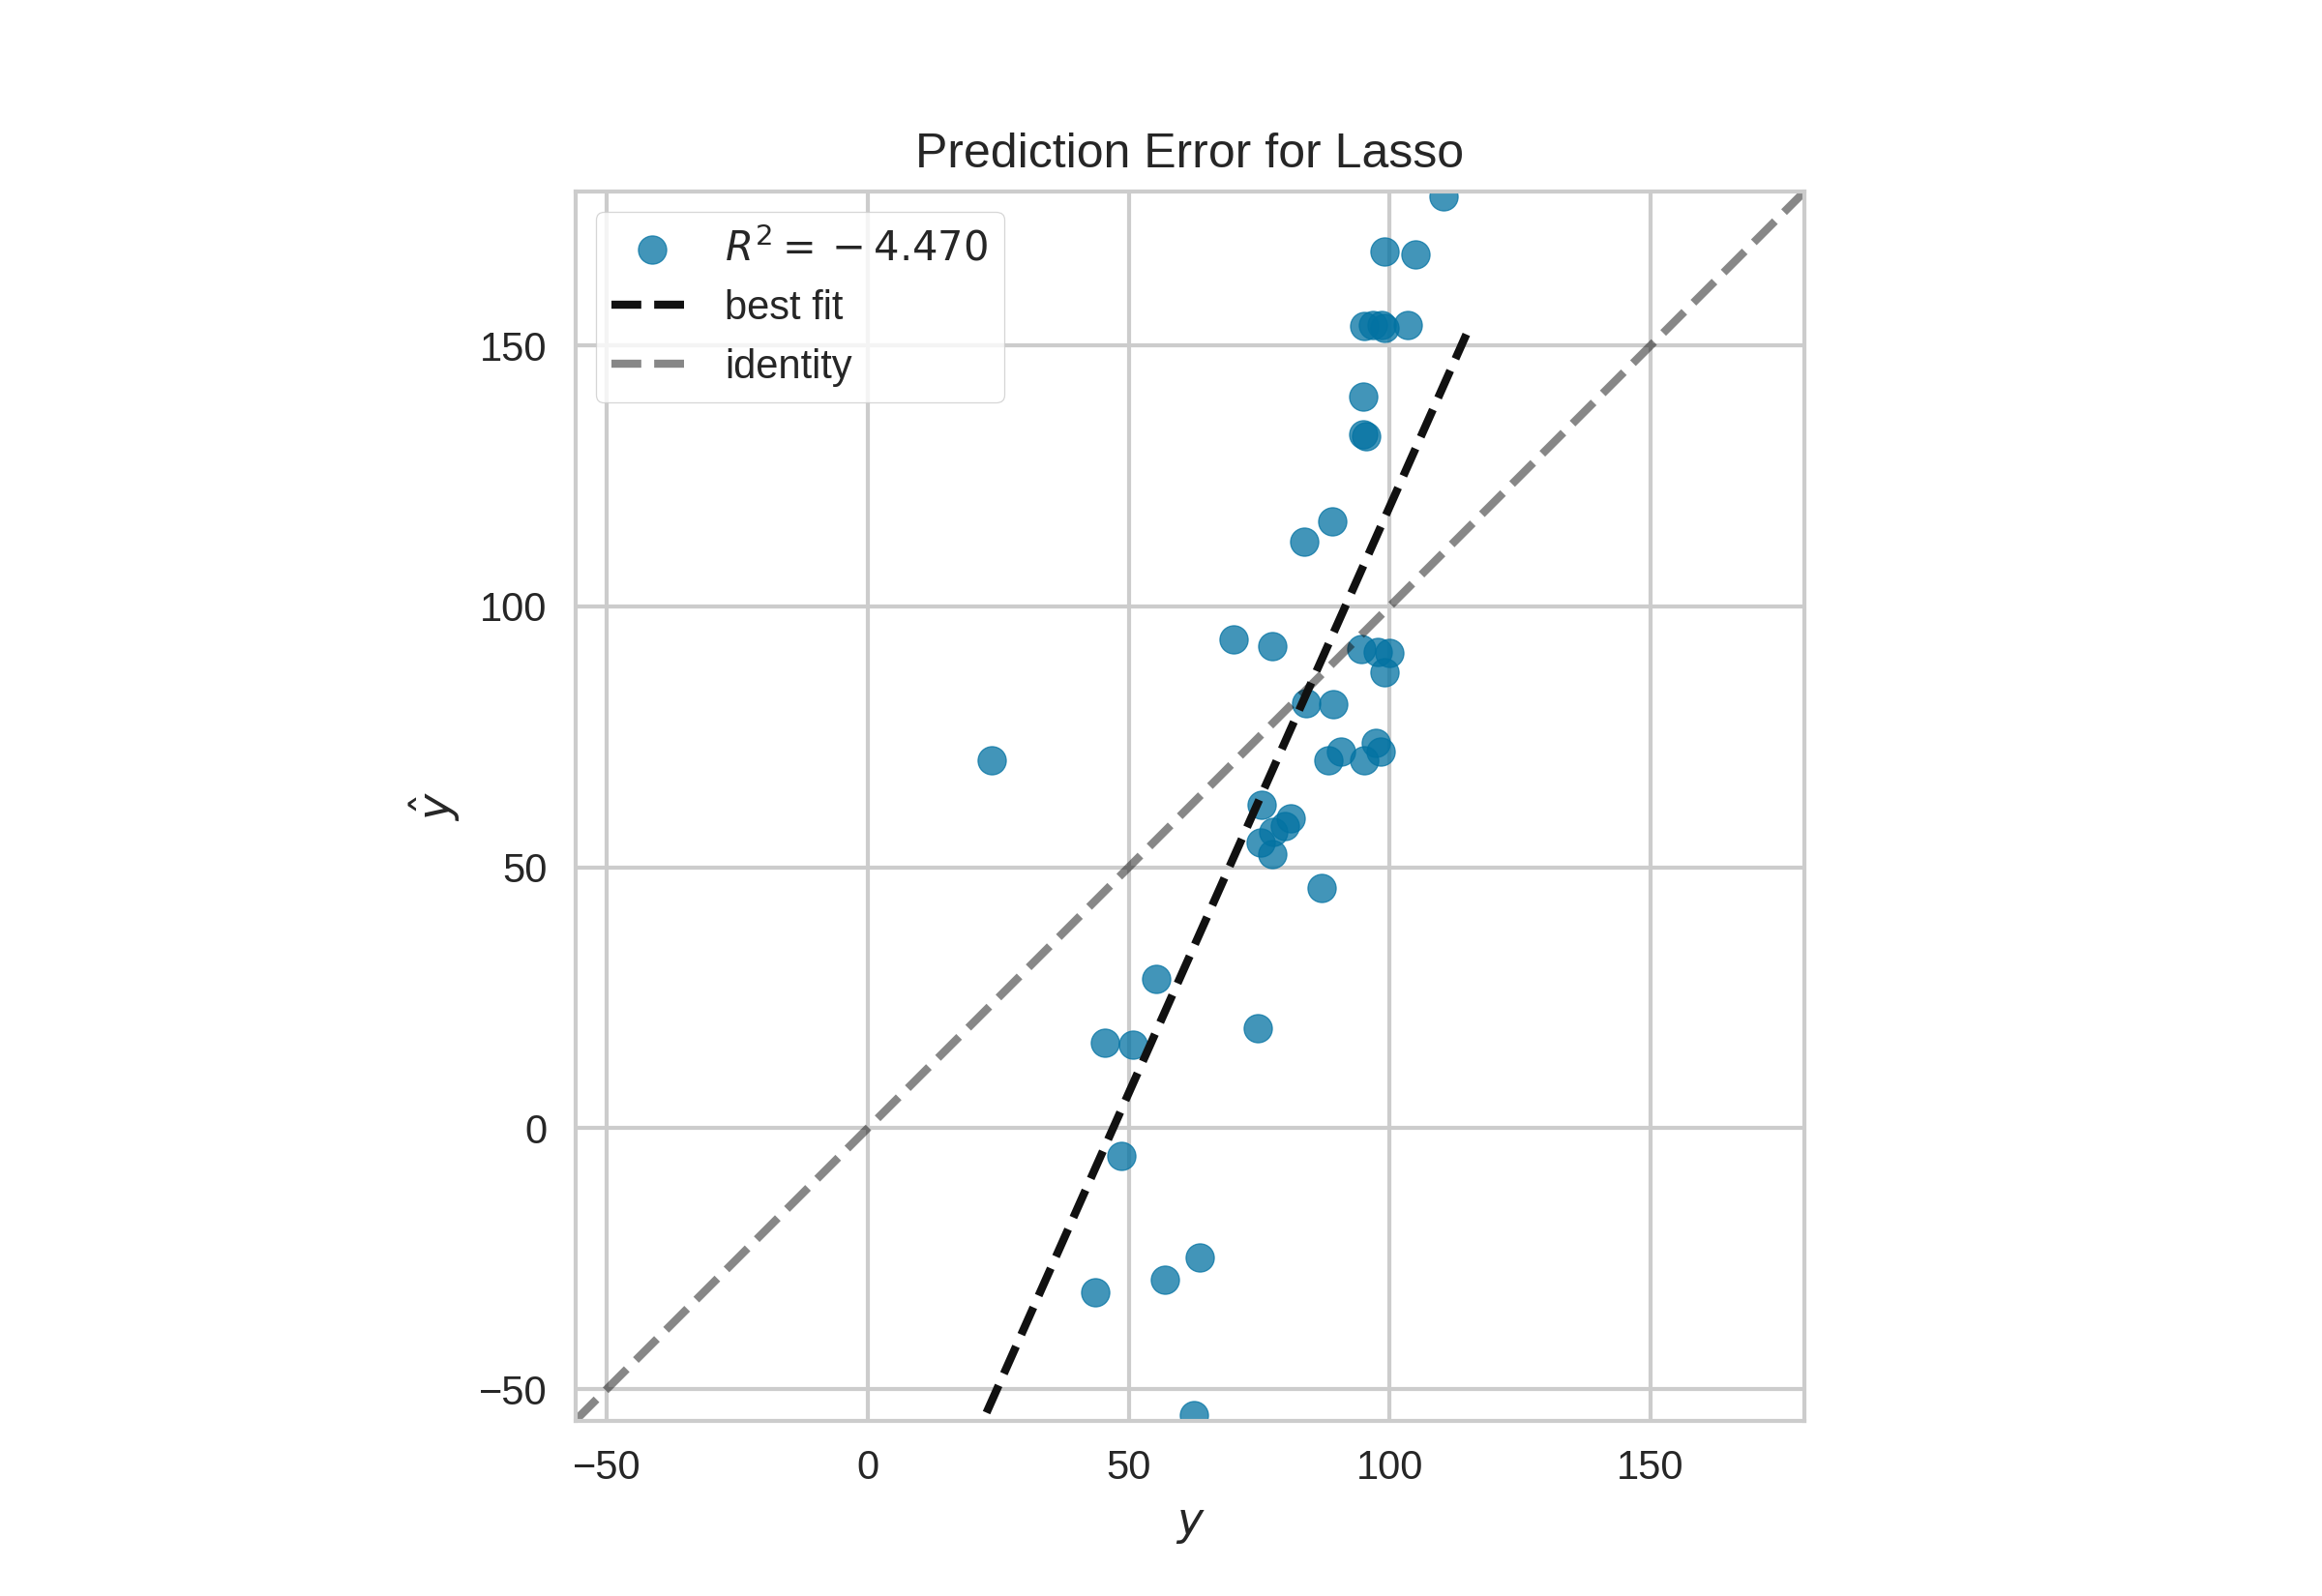 Prediction Error for Lasso
R² = −4.470
best fit
identity
150
100
50
0
−50
ŷ
−50 0 50 100 150
y